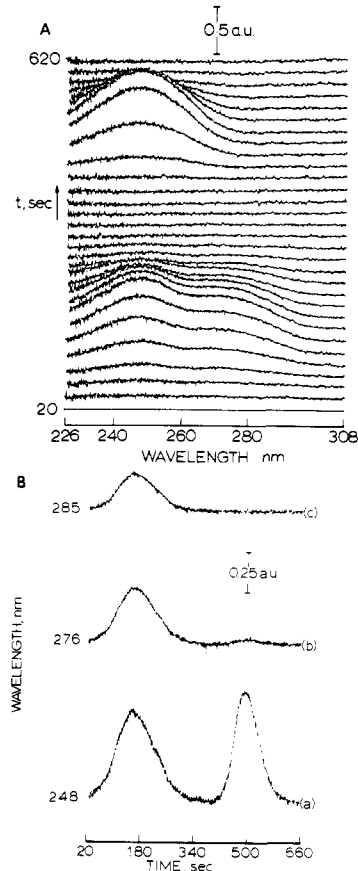 A
0.5 a.u.
620
t, sec
20
226 240 260 280 308
WAVELENGTH nm
B
285 (c)
0.25 a.u
276 (b)
WAVELENGTH, nm
248 (a)
20 180 340 500 660
TIME, sec